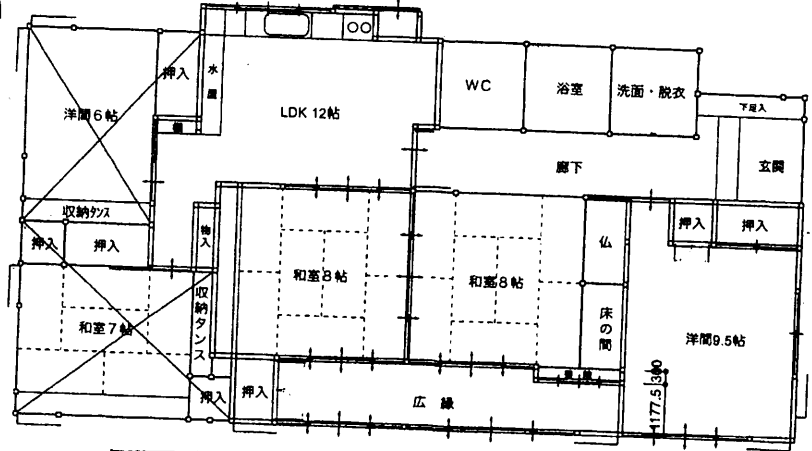 押入
水屋
WC
浴室
洗面・脱衣
下足入
洋間6帖
棚
LDK 12帖
廊下
玄関
収納タンス
押入
押入
物入
仏
押入
押入
和室8帖
和室8帖
収納タンス
床の間
洋間9.5帖
和室7帖
押入
押入
広縁
300
1177.5